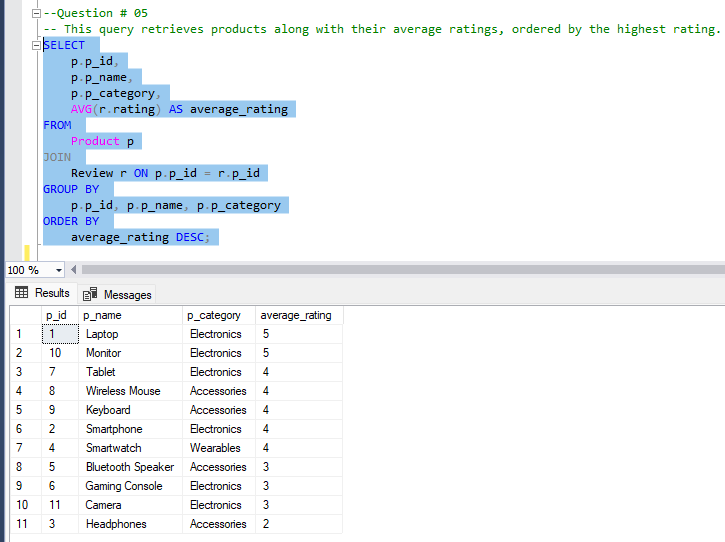 --Question # 05
-- This query retrieves products along with their average ratings, ordered by the highest rating.
SELECT
p.p_id,
p.p_name,
p.p_category,
AVG(r.rating) AS average_rating
FROM
Product p
JOIN
Review r ON p.p_id = r.p_id
GROUP BY
p.p_id, p.p_name, p.p_category
ORDER BY
average_rating DESC;
100 %
Results Messages
p_id p_name p_category average_rating
1 1 Laptop Electronics 5
2 10 Monitor Electronics 5
3 7 Tablet Electronics 4
4 8 Wireless Mouse Accessories 4
5 9 Keyboard Accessories 4
6 2 Smartphone Electronics 4
7 4 Smartwatch Wearables 4
8 5 Bluetooth Speaker Accessories 3
9 6 Gaming Console Electronics 3
10 11 Camera Electronics 3
11 3 Headphones Accessories 2